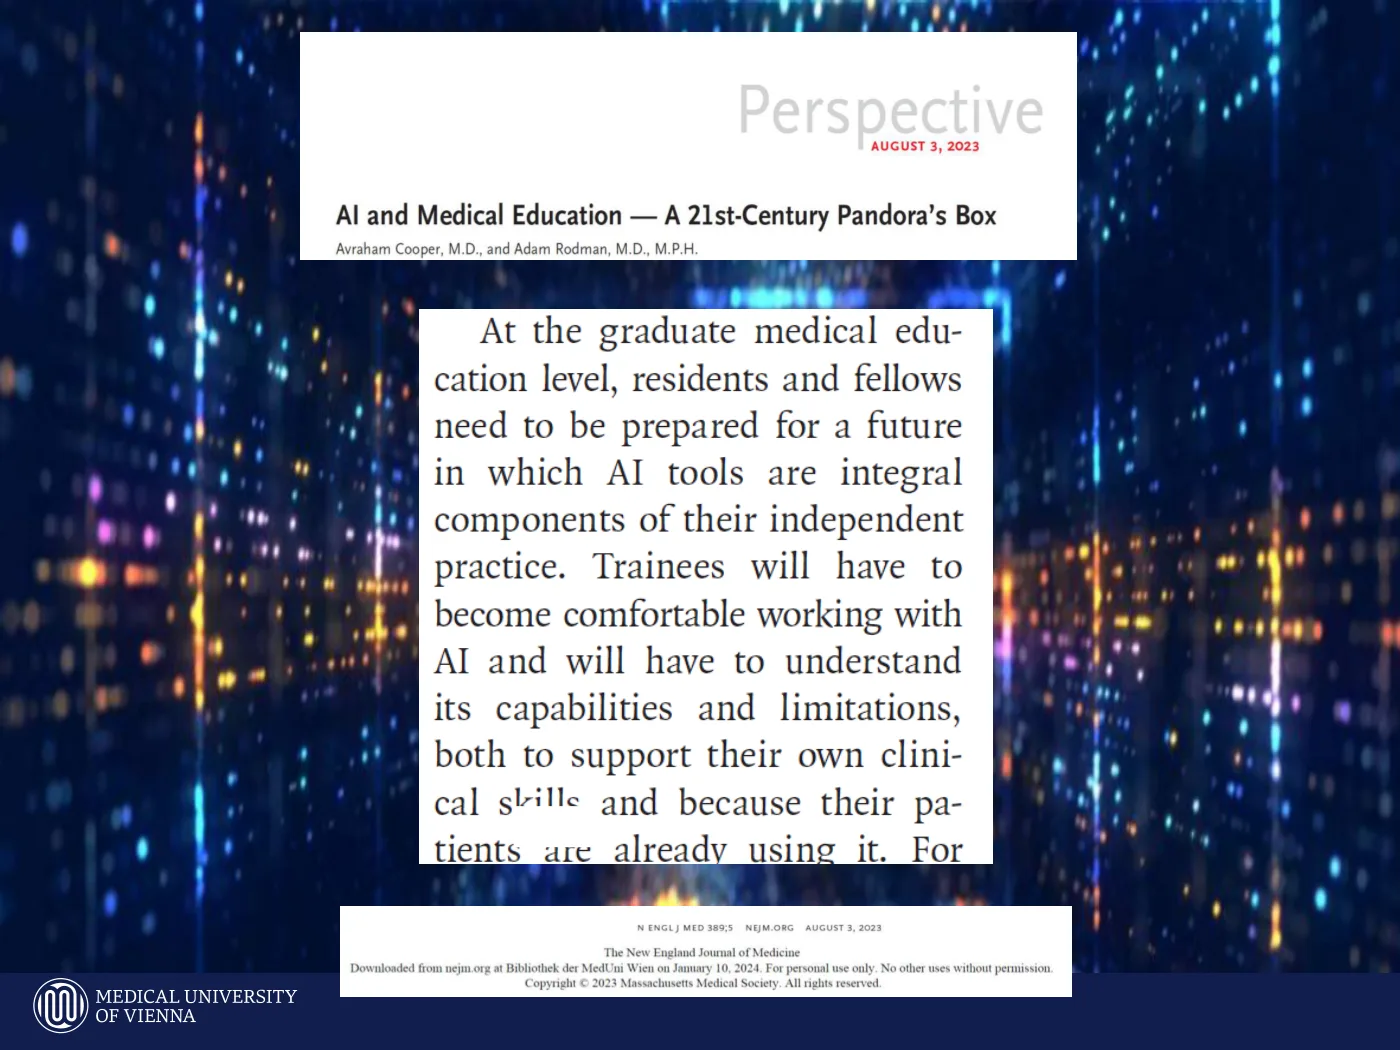 Perspective
AUGUST 3, 2023
AI and Medical Education — A 21st-Century Pandora's Box
Avraham Cooper, M.D., and Adam Rodman, M.D., M.P.H.
At the graduate medical edu-
cation level, residents and fellows
need to be prepared for a future
in which AI tools are integral
components of their independent
practice. Trainees will have to
become comfortable working with
AI and will have to understand
its capabilities and limitations,
both to support their own clini-
cal skills and because their pa-
tients are already using it. For
N ENGL J MED 389;5 NEJM.ORG AUGUST 3, 2023
The New England Journal of Medicine
Downloaded from nejm.org at Bibliothek der MedUni Wien on January 10, 2024. For personal use only. No other uses without permission.
Copyright © 2023 Massachusetts Medical Society. All rights reserved.
MEDICAL UNIVERSITY
OF VIENNA